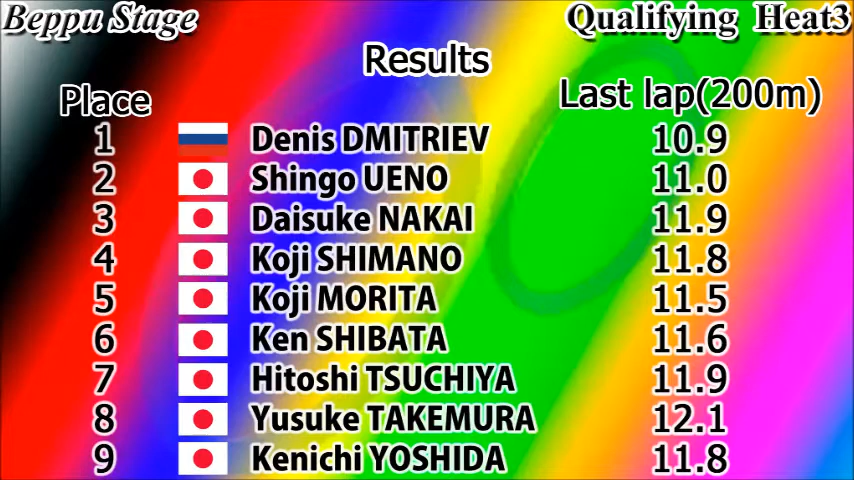 Beppu Stage
Qualifying Heat3
Results
Place Last lap(200m)
1 Denis DMITRIEV 10.9
2 Shingo UENO 11.0
3 Daisuke NAKAI 11.9
4 Koji SHIMANO 11.8
5 Koji MORITA 11.5
6 Ken SHIBATA 11.6
7 Hitoshi TSUCHIYA 11.9
8 Yusuke TAKEMURA 12.1
9 Kenichi YOSHIDA 11.8